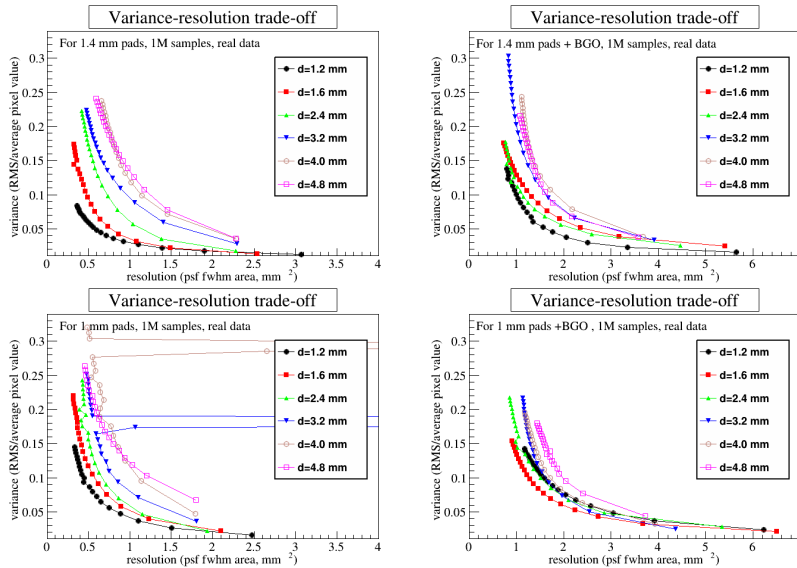 Variance-resolution trade-off
For 1.4 mm pads, 1M samples, real data
d=1.2 mm
d=1.6 mm
d=2.4 mm
d=3.2 mm
d=4.0 mm
d=4.8 mm
variance (RMS/average pixel value)
0.3
0.25
0.2
0.15
0.1
0.05
0 0.5 1 1.5 2 2.5 3 3.5 4
resolution (psf fwhm area, mm²)
Variance-resolution trade-off
For 1.4 mm pads + BGO, 1M samples, real data
d=1.2 mm
d=1.6 mm
d=2.4 mm
d=3.2 mm
d=4.0 mm
d=4.8 mm
variance (RMS/average pixel value)
0.3
0.25
0.2
0.15
0.1
0.05
1 2 3 4 5 6
resolution (psf fwhm area, mm²)
Variance-resolution trade-off
For 1 mm pads, 1M samples, real data
d=1.2 mm
d=1.6 mm
d=2.4 mm
d=3.2 mm
d=4.0 mm
d=4.8 mm
variance (RMS/average pixel value)
0.3
0.25
0.2
0.15
0.1
0.05
0 0.5 1 1.5 2 2.5 3 3.5 4
resolution (psf fwhm area, mm²)
Variance-resolution trade-off
For 1 mm pads +BGO , 1M samples, real data
d=1.2 mm
d=1.6 mm
d=2.4 mm
d=3.2 mm
d=4.0 mm
d=4.8 mm
variance (RMS/average pixel value)
0.3
0.25
0.2
0.15
0.1
0.05
1 2 3 4 5 6
resolution (psf fwhm area, mm²)